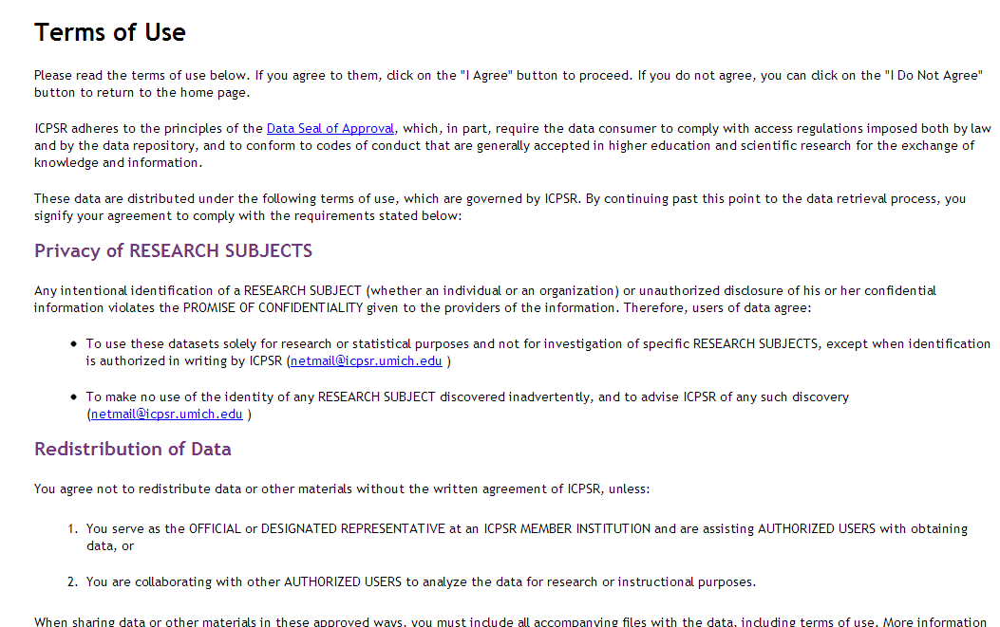 Terms of Use
Please read the terms of use below. If you agree to them, click on the "I Agree" button to proceed. If you do not agree, you can click on the "I Do Not Agree"
button to return to the home page.
ICPSR adheres to the principles of the Data Seal of Approval, which, in part, require the data consumer to comply with access regulations imposed both by law
and by the data repository, and to conform to codes of conduct that are generally accepted in higher education and scientific research for the exchange of
knowledge and information.
These data are distributed under the following terms of use, which are governed by ICPSR. By continuing past this point to the data retrieval process, you
signify your agreement to comply with the requirements stated below:
Privacy of RESEARCH SUBJECTS
Any intentional identification of a RESEARCH SUBJECT (whether an individual or an organization) or unauthorized disclosure of his or her confidential
information violates the PROMISE OF CONFIDENTIALITY given to the providers of the information. Therefore, users of data agree:
• To use these datasets solely for research or statistical purposes and not for investigation of specific RESEARCH SUBJECTS, except when identification
is authorized in writing by ICPSR (netmail@icpsr.umich.edu )
• To make no use of the identity of any RESEARCH SUBJECT discovered inadvertently, and to advise ICPSR of any such discovery
(netmail@icpsr.umich.edu )
Redistribution of Data
You agree not to redistribute data or other materials without the written agreement of ICPSR, unless:
1. You serve as the OFFICIAL or DESIGNATED REPRESENTATIVE at an ICPSR MEMBER INSTITUTION and are assisting AUTHORIZED USERS with obtaining
data, or
2. You are collaborating with other AUTHORIZED USERS to analyze the data for research or instructional purposes.
When sharing data or other materials in these approved ways, you must include all accompanying files with the data, including terms of use. More information